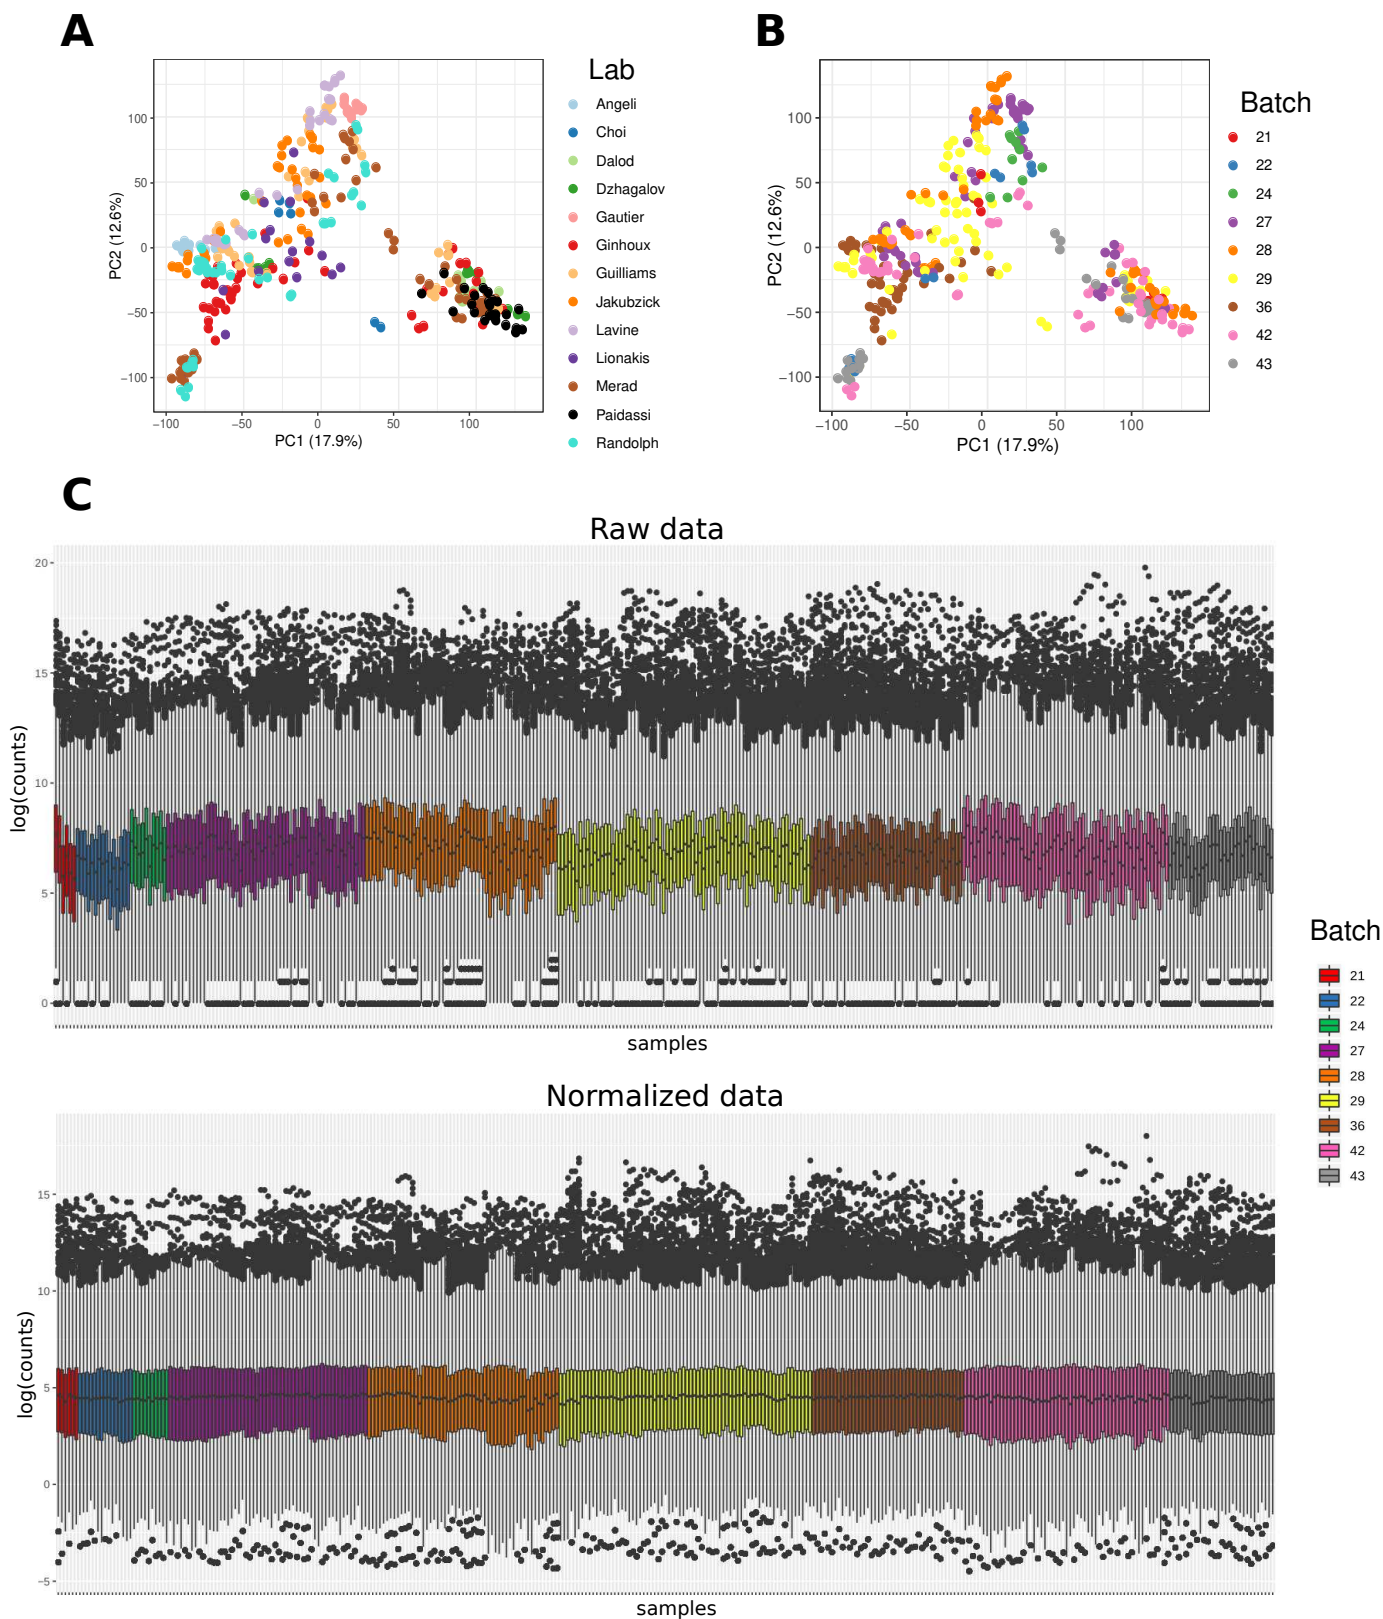 A
B
Lab
Angeli
Choi
Dalod
Dzhagalov
Gautier
Ginhoux
Guilliams
Jakubzick
Lavine
Lionakis
Merad
Paidassi
Randolph
100
50
0
−50
−100
PC2 (12.6%)
−100
−50
0
50
100
PC1 (17.9%)
Batch
21
22
24
27
28
29
36
42
43
100
50
0
−50
−100
PC2 (12.6%)
−100
−50
0
50
100
PC1 (17.9%)
C
Raw data
20
15
10
5
0
log(counts)
samples
Normalized data
15
10
5
0
−5
log(counts)
samples
Batch
21
22
24
27
28
29
36
42
43